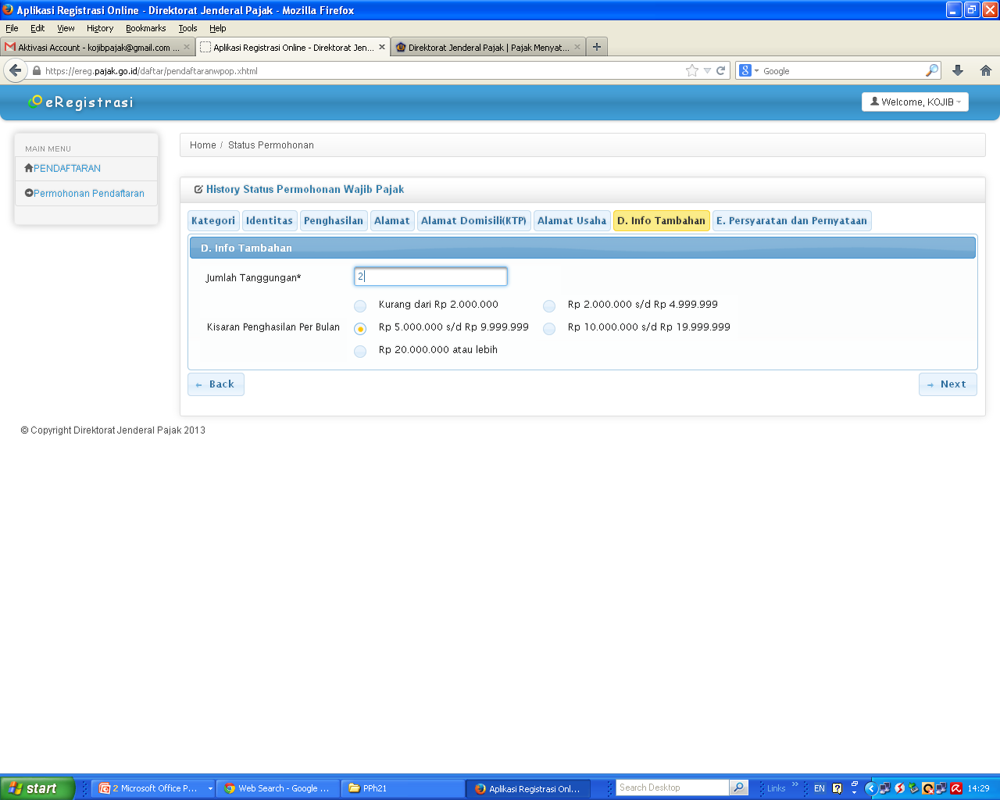 Aplikasi Registrasi Online - Direktorat Jenderal Pajak - Mozilla Firefox
File Edit View History Bookmarks Tools Help
Aktivasi Account - kojibpajak@gmail.com ... Aplikasi Registrasi Online - Direktorat Jen... Direktorat Jenderal Pajak | Pajak Menyat...
https://ereg.pajak.go.id/daftar/pendaftaranwpop.xhtml Google
eRegistrasi Welcome, KOJIB
MAIN MENU
PENDAFTARAN
Permohonan Pendaftaran
Home / Status Permohonan
History Status Permohonan Wajib Pajak
Kategori Identitas Penghasilan Alamat Alamat Domisili(KTP) Alamat Usaha D. Info Tambahan E. Persyaratan dan Pernyataan
D. Info Tambahan
Jumlah Tanggungan* 2
Kurang dari Rp 2.000.000 Rp 2.000.000 s/d Rp 4.999.999
Kisaran Penghasilan Per Bulan Rp 5.000.000 s/d Rp 9.999.999 Rp 10.000.000 s/d Rp 19.999.999
Rp 20.000.000 atau lebih
← Back → Next
© Copyright Direktorat Jenderal Pajak 2013
start 2 Microsoft Office P... Web Search - Google ... PPh21 Aplikasi Registrasi Onl... Search Desktop Links » EN 14:29